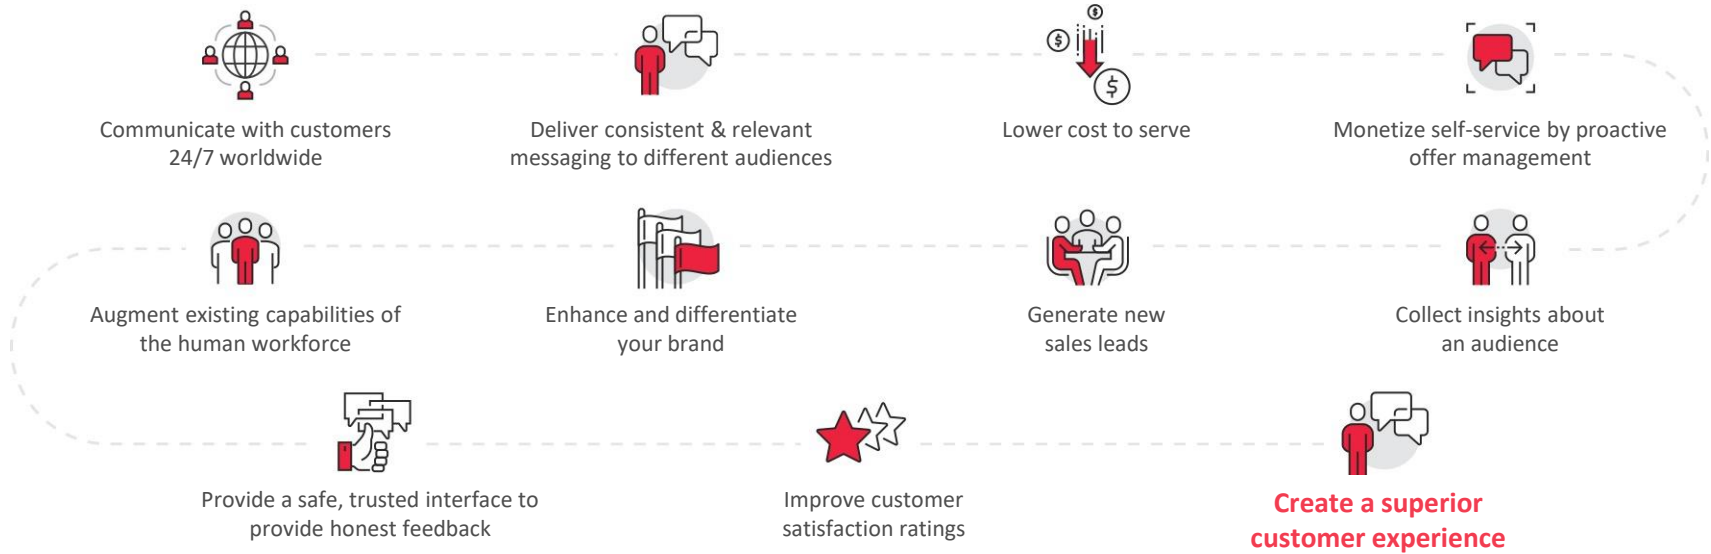 Communicate with customers
24/7 worldwide
Deliver consistent & relevant
messaging to different audiences
Lower cost to serve
Monetize self-service by proactive
offer management
Augment existing capabilities of
the human workforce
Enhance and differentiate
your brand
Generate new
sales leads
Collect insights about
an audience
Provide a safe, trusted interface to
provide honest feedback
Improve customer
satisfaction ratings
Create a superior
customer experience